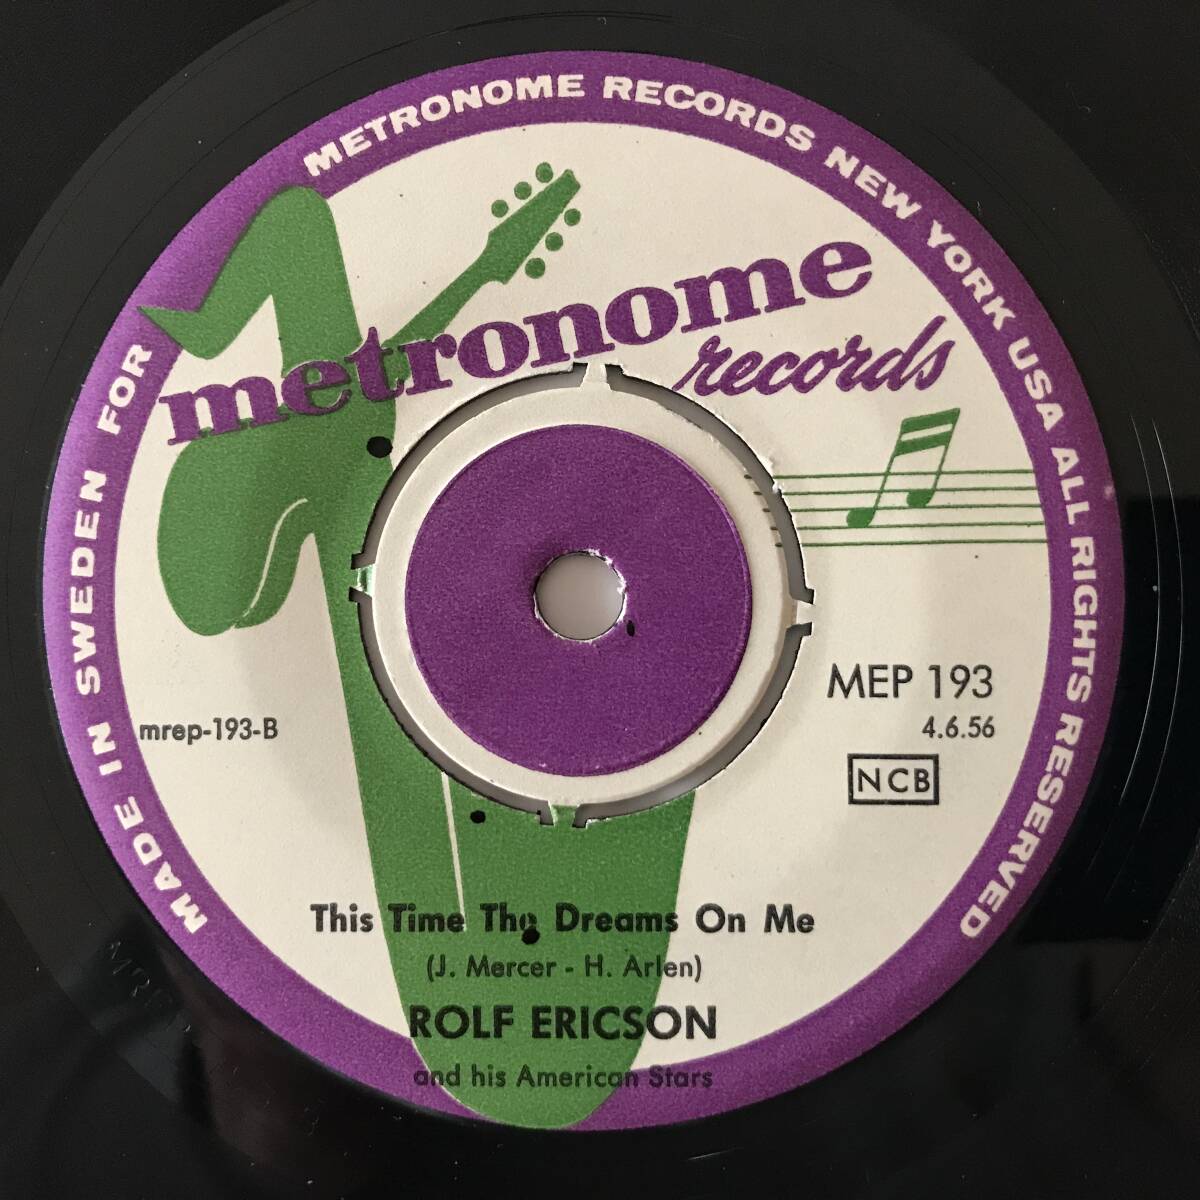 MADE IN SWEDEN FOR METRONOME RECORDS NEW YORK USA ALL RIGHTS RESERVED
metronome
records
mrep-193-B
MEP 193
4.6.56
NCB
This Time The Dreams On Me
(J. Mercer - H. Arlen)
ROLF ERICSON
and his American Stars